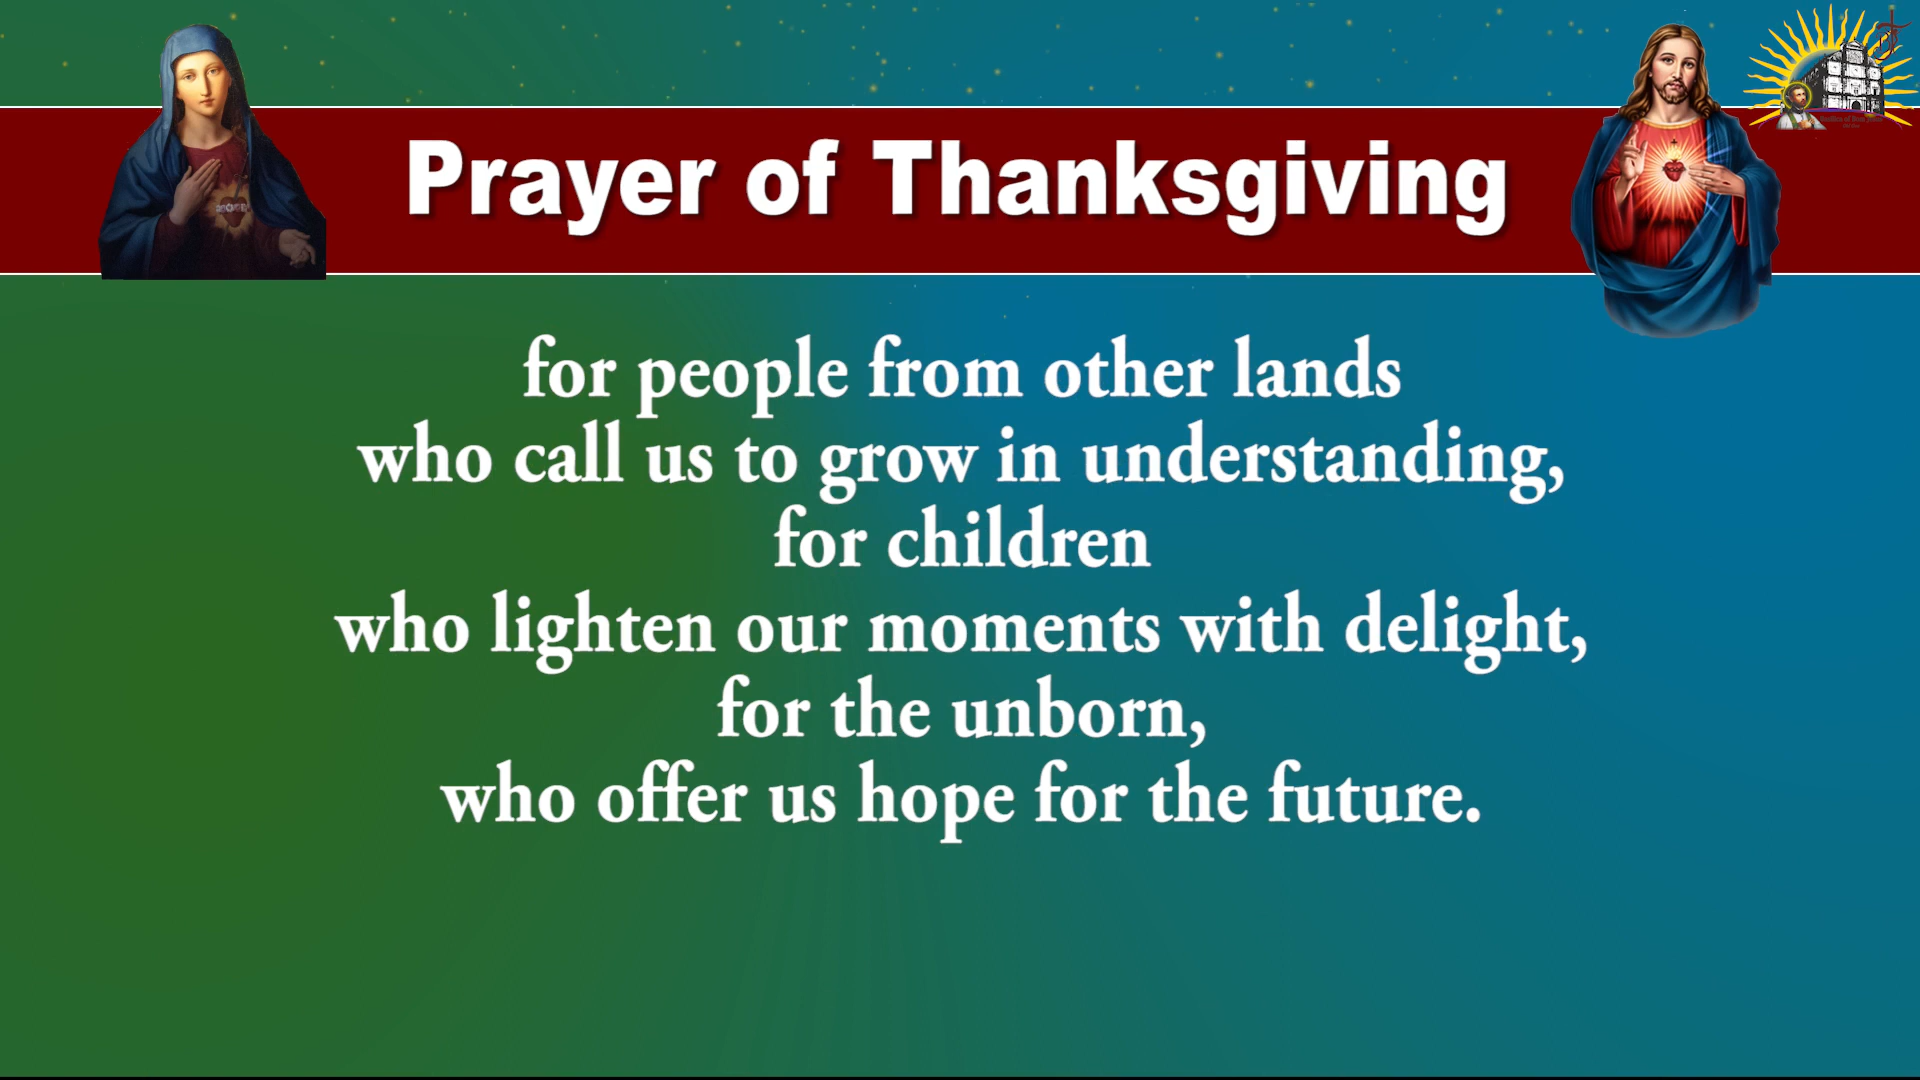 Prayer of Thanksgiving
for people from other lands
who call us to grow in understanding,
for children
who lighten our moments with delight,
for the unborn,
who offer us hope for the future.